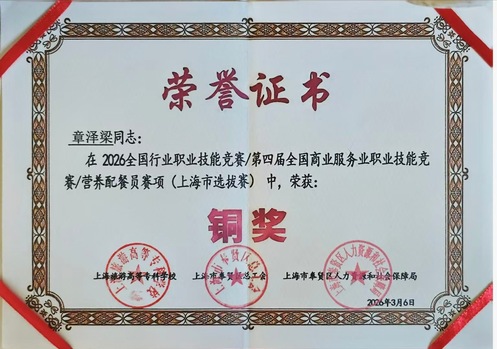 荣誉证书
章泽梁同志：
在 2026全国行业职业技能竞赛/第四届全国商业服务业职业技能竞
赛/营养配餐员赛项（上海市选拔赛）中，荣获：
铜奖
上海旅游高等专科学校 上海市奉贤区总工会 上海市奉贤区人力资源和社会保障局
2026年3月6日